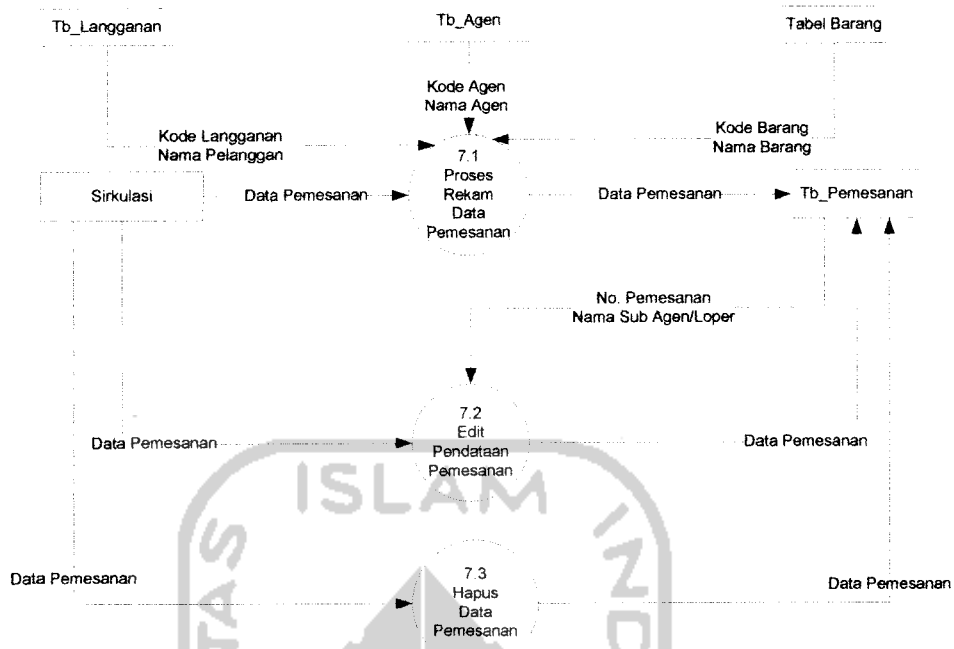 Tb_Langganan
Tb_Agen
Tabel Barang
Kode Agen
Nama Agen
Kode Langganan
Nama Pelanggan
Kode Barang
Nama Barang
7.1
Proses
Rekam
Data
Pemesanan
Sirkulasi
Data Pemesanan
Data Pemesanan
Tb_Pemesanan
No. Pemesanan
Nama Sub Agen/Loper
7.2
Edit
Pendataan
Pemesanan
Data Pemesanan
Data Pemesanan
ISLAM
TAS
IND
7.3
Hapus
Data
Pemesanan
Data Pemesanan
Data Pemesanan